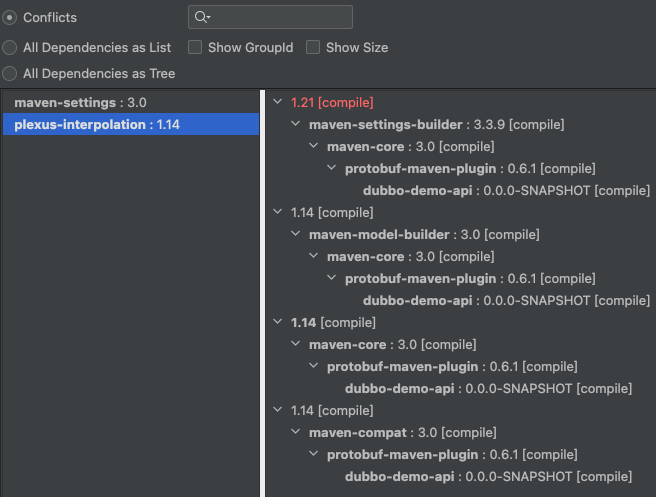 Conflicts
All Dependencies as List
Show GroupId
Show Size
All Dependencies as Tree
maven-settings : 3.0
plexus-interpolation : 1.14
1.21 [compile]
maven-settings-builder : 3.3.9 [compile]
maven-core : 3.0 [compile]
protobuf-maven-plugin : 0.6.1 [compile]
dubbo-demo-api : 0.0.0-SNAPSHOT [compile]
1.14 [compile]
maven-model-builder : 3.0 [compile]
maven-core : 3.0 [compile]
protobuf-maven-plugin : 0.6.1 [compile]
dubbo-demo-api : 0.0.0-SNAPSHOT [compile]
1.14 [compile]
maven-core : 3.0 [compile]
protobuf-maven-plugin : 0.6.1 [compile]
dubbo-demo-api : 0.0.0-SNAPSHOT [compile]
1.14 [compile]
maven-compat : 3.0 [compile]
protobuf-maven-plugin : 0.6.1 [compile]
dubbo-demo-api : 0.0.0-SNAPSHOT [compile]